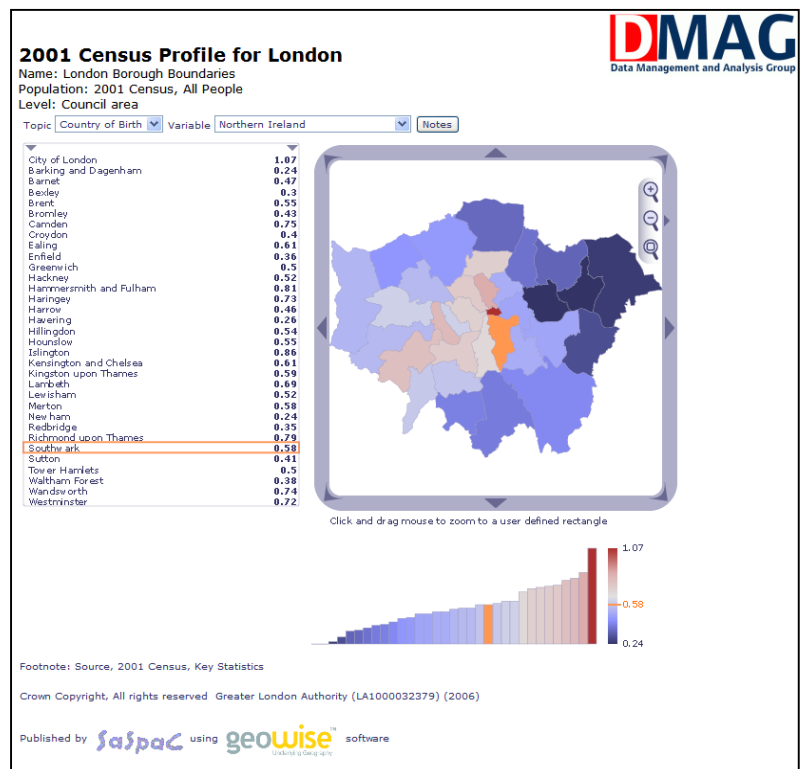 DMAG
Data Management and Analysis Group
2001 Census Profile for London
Name: London Borough Boundaries
Population: 2001 Census, All People
Level: Council area
Topic Country of Birth Variable Northern Ireland Notes
City of London 1.07
Barking and Dagenham 0.24
Barnet 0.47
Bexley 0.3
Brent 0.55
Bromley 0.43
Camden 0.75
Croydon 0.4
Ealing 0.61
Enfield 0.36
Greenwich 0.5
Hackney 0.52
Hammersmith and Fulham 0.81
Haringey 0.73
Harrow 0.46
Havering 0.26
Hillingdon 0.54
Hounslow 0.55
Islington 0.86
Kensington and Chelsea 0.61
Kingston upon Thames 0.59
Lambeth 0.69
Lewisham 0.52
Merton 0.58
Newham 0.24
Redbridge 0.35
Richmond upon Thames 0.79
Southwark 0.58
Sutton 0.41
Tower Hamlets 0.5
Waltham Forest 0.38
Wandsworth 0.74
Westminster 0.72
Click and drag mouse to zoom to a user defined rectangle
1.07
0.58
0.24
Footnote: Source, 2001 Census, Key Statistics
Crown Copyright, All rights reserved Greater London Authority (LA1000032379) (2006)
Published by SaSpac using geowise™ software
Underlying Geography